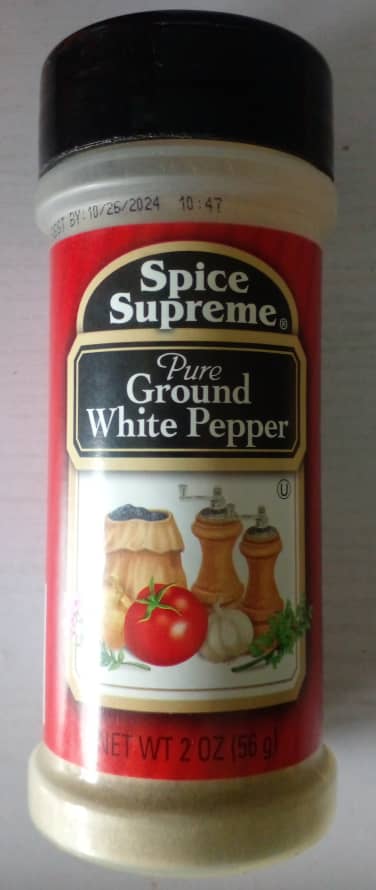 BEST BY:10/26/2024 10:47
Spice
Supreme®
Pure
Ground
White Pepper
U
NET WT 2 OZ (56 g)